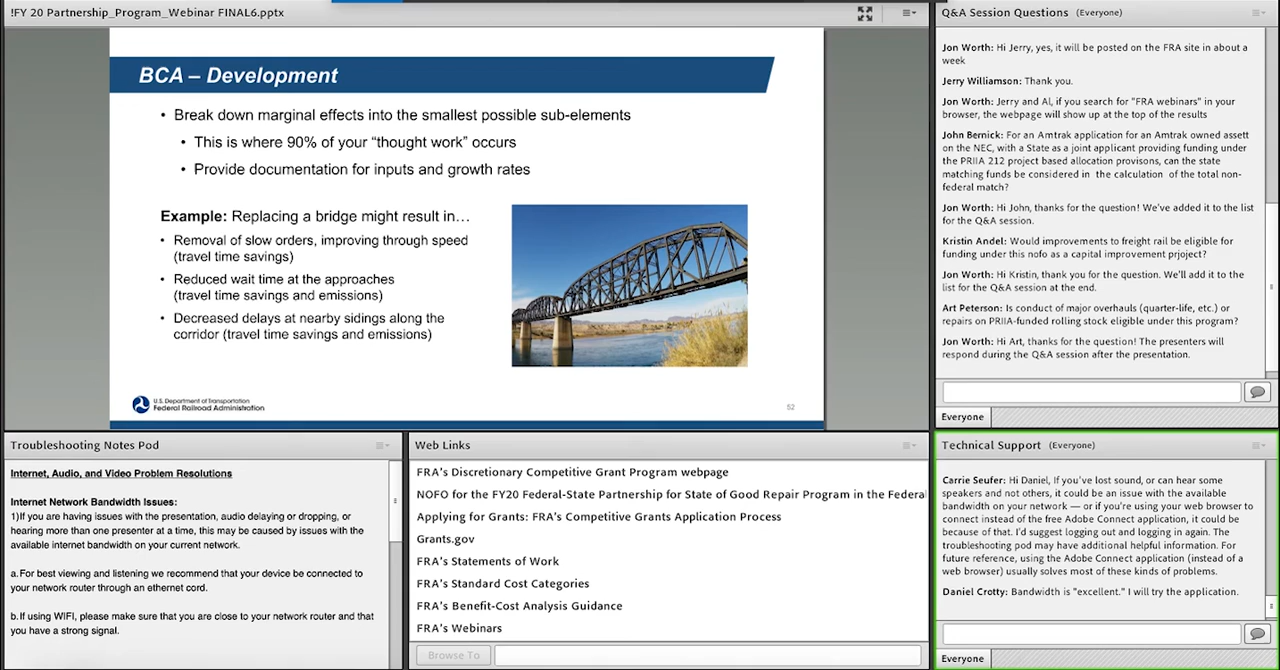 !FY 20 Partnership_Program_Webinar FINAL6.pptx
BCA – Development
• Break down marginal effects into the smallest possible sub-elements
• This is where 90% of your “thought work” occurs
• Provide documentation for inputs and growth rates
Example: Replacing a bridge might result in…
• Removal of slow orders, improving through speed
(travel time savings)
• Reduced wait time at the approaches
(travel time savings and emissions)
• Decreased delays at nearby sidings along the
corridor (travel time savings and emissions)
U.S. Department of Transportation
Federal Railroad Administration
52
Q&A Session Questions (Everyone)
Jon Worth: Hi Jerry, yes, it will be posted on the FRA site in about a
week
Jerry Williamson: Thank you.
Jon Worth: Jerry and Al, if you search for "FRA webinars" in your
browser, the webpage will show up at the top of the results
John Bernick: For an Amtrak application for an Amtrak owned assett
on the NEC, with a State as a joint applicant providing funding under
the PRIIA 212 project based allocation provisons, can the state
matching funds be considered in the calculation of the total non-
federal match?
Jon Worth: Hi John, thanks for the question! We've added it to the list
for the Q&A session.
Kristin Andel: Would improvements to freight rail be eligible for
funding under this nofo as a capital improvement prjoject?
Jon Worth: Hi Kristin, thank you for the question. We'll add it to the
list for the Q&A session at the end.
Art Peterson: Is conduct of major overhauls (quarter-life, etc.) or
repairs on PRIIA-funded rolling stock eligible under this program?
Jon Worth: Hi Art, thanks for the question! The presenters will
respond during the Q&A session after the presentation.
Everyone
Troubleshooting Notes Pod
Internet, Audio, and Video Problem Resolutions
Internet Network Bandwidth Issues:
1)If you are having issues with the presentation, audio delaying or dropping, or
hearing more than one presenter at a time, this may be caused by issues with the
available internet bandwidth on your current network.
a.For best viewing and listening we recommend that your device be connected to
your network router through an ethernet cord.
b.If using WIFI, please make sure that you are close to your network router and that
you have a strong signal.
Web Links
FRA's Discretionary Competitive Grant Program webpage
NOFO for the FY20 Federal-State Partnership for State of Good Repair Program in the Federal
Applying for Grants: FRA's Competitive Grants Application Process
Grants.gov
FRA's Statements of Work
FRA's Standard Cost Categories
FRA's Benefit-Cost Analysis Guidance
FRA's Webinars
Browse To
Technical Support (Everyone)
Carrie Seufer: Hi Daniel, If you've lost sound, or can hear some
speakers and not others, it could be an issue with the available
bandwidth on your network — or if you're using your web browser to
connect instead of the free Adobe Connect application, it could be
because of that. I'd suggest logging out and logging in again. The
troubleshooting pod may have additional helpful information. For
future reference, using the Adobe Connect application (instead of a
web browser) usually solves most of these kinds of problems.
Daniel Crotty: Bandwidth is "excellent." I will try the application.
Everyone